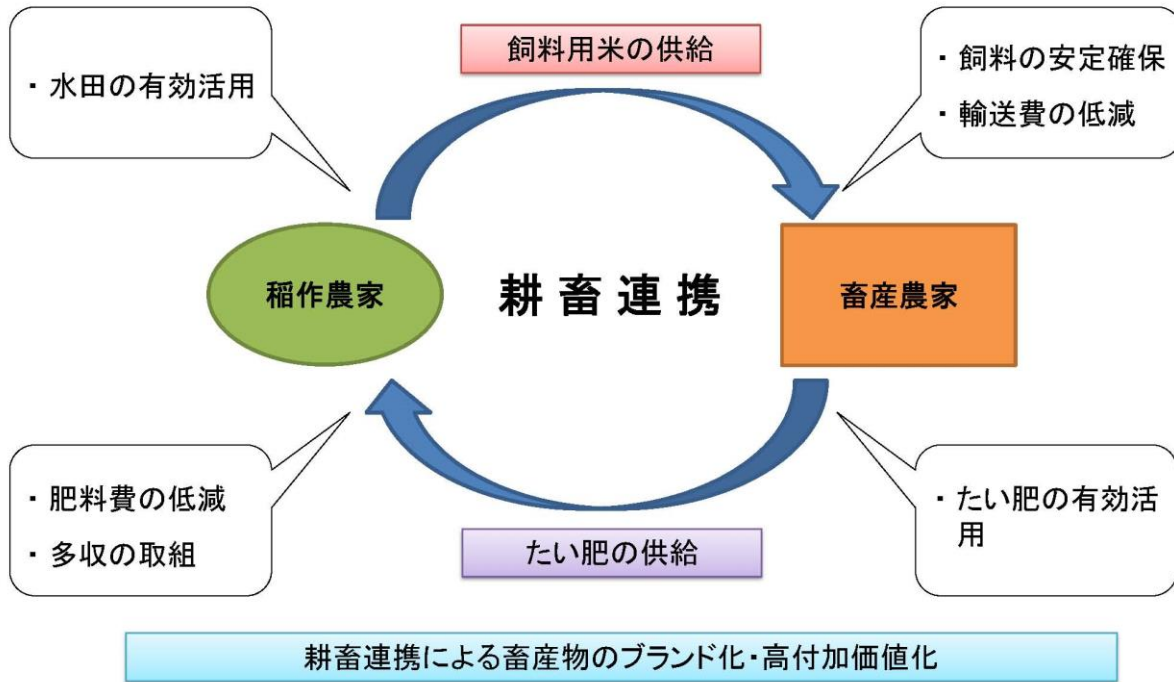 飼料用米の供給
・ 水田の有効活用
・ 飼料の安定確保
・ 輸送費の低減
稲作農家
耕 畜 連 携
畜産農家
・ 肥料費の低減
・ 多収の取組
・ たい肥の有効活
用
たい肥の供給
耕畜連携による畜産物のブランド化・高付加価値化